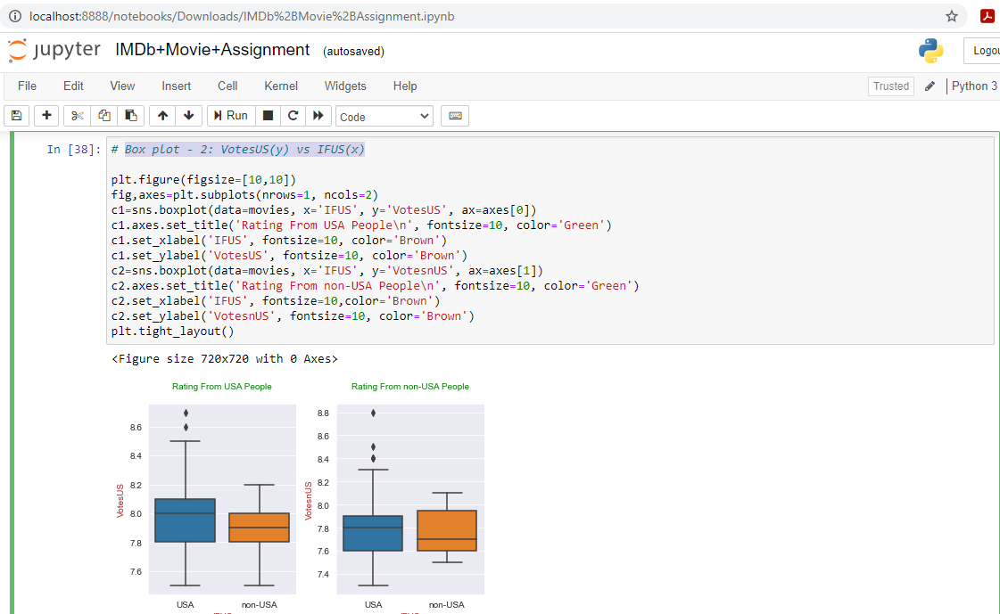 localhost:8888/notebooks/Downloads/IMDb%2BMovie%2BAssignment.ipynb
jupyter IMDb+Movie+Assignment (autosaved)
File Edit View Insert Cell Kernel Widgets Help Trusted Python 3
Run Code
In [38]: # Box plot - 2: VotesUS(y) vs IFUS(x)
plt.figure(figsize=[10,10])
fig,axes=plt.subplots(nrows=1, ncols=2)
c1=sns.boxplot(data=movies, x='IFUS', y='VotesUS', ax=axes[0])
c1.axes.set_title('Rating From USA People\n', fontsize=10, color='Green')
c1.set_xlabel('IFUS', fontsize=10, color='Brown')
c1.set_ylabel('VotesUS', fontsize=10, color='Brown')
c2=sns.boxplot(data=movies, x='IFUS', y='VotesnUS', ax=axes[1])
c2.axes.set_title('Rating From non-USA People\n', fontsize=10, color='Green')
c2.set_xlabel('IFUS', fontsize=10,color='Brown')
c2.set_ylabel('VotesnUS', fontsize=10, color='Brown')
plt.tight_layout()
<Figure size 720x720 with 0 Axes>
Rating From USA People
8.6
8.4
8.2
8.0
7.8
7.6
VotesUS
USA non-USA
Rating From non-USA People
8.8
8.6
8.4
8.2
8.0
7.8
7.6
7.4
VotesnUS
USA non-USA